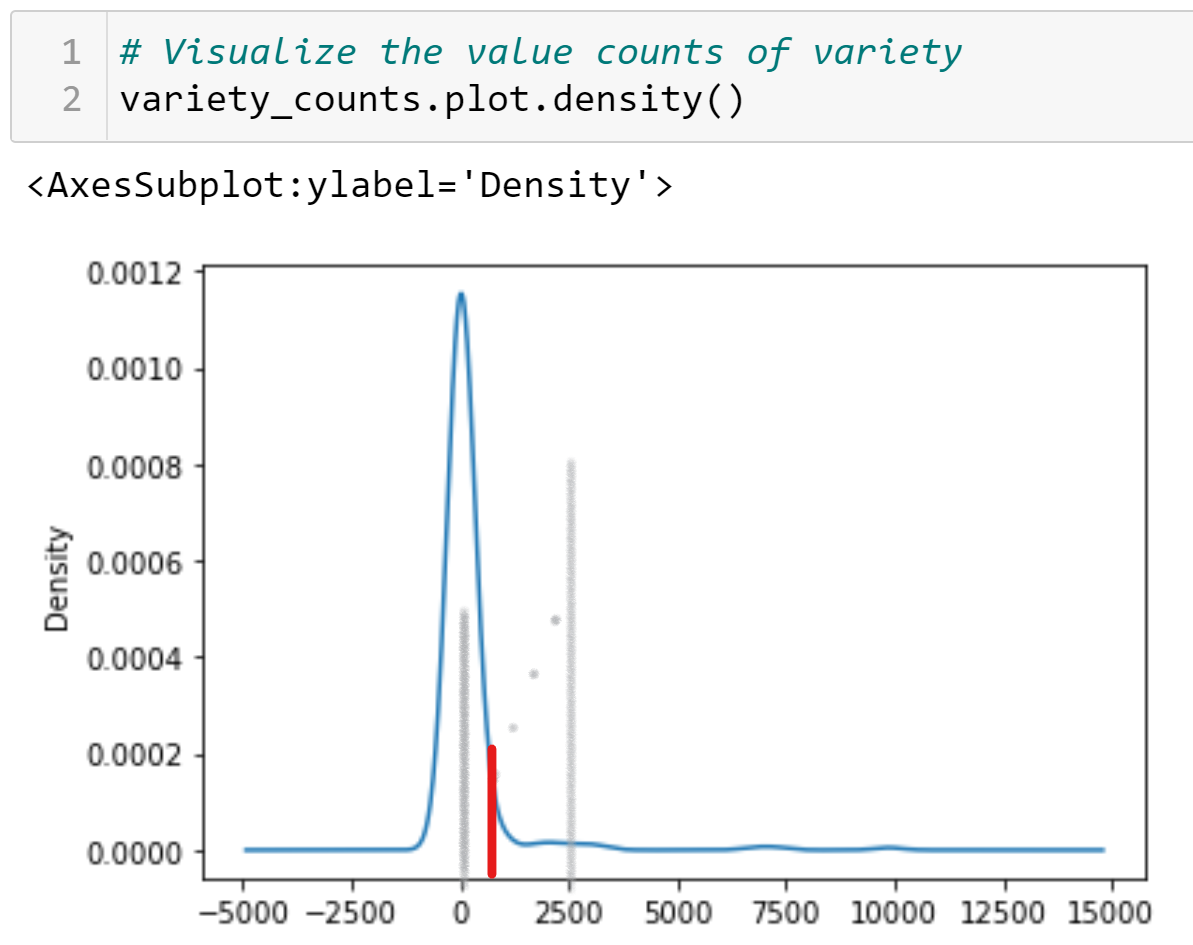 1 # Visualize the value counts of variety
2 variety_counts.plot.density()
<AxesSubplot:ylabel='Density'>
0.0012
0.0010
0.0008
0.0006
0.0004
0.0002
0.0000
Density
−5000 −2500 0 2500 5000 7500 10000 12500 15000